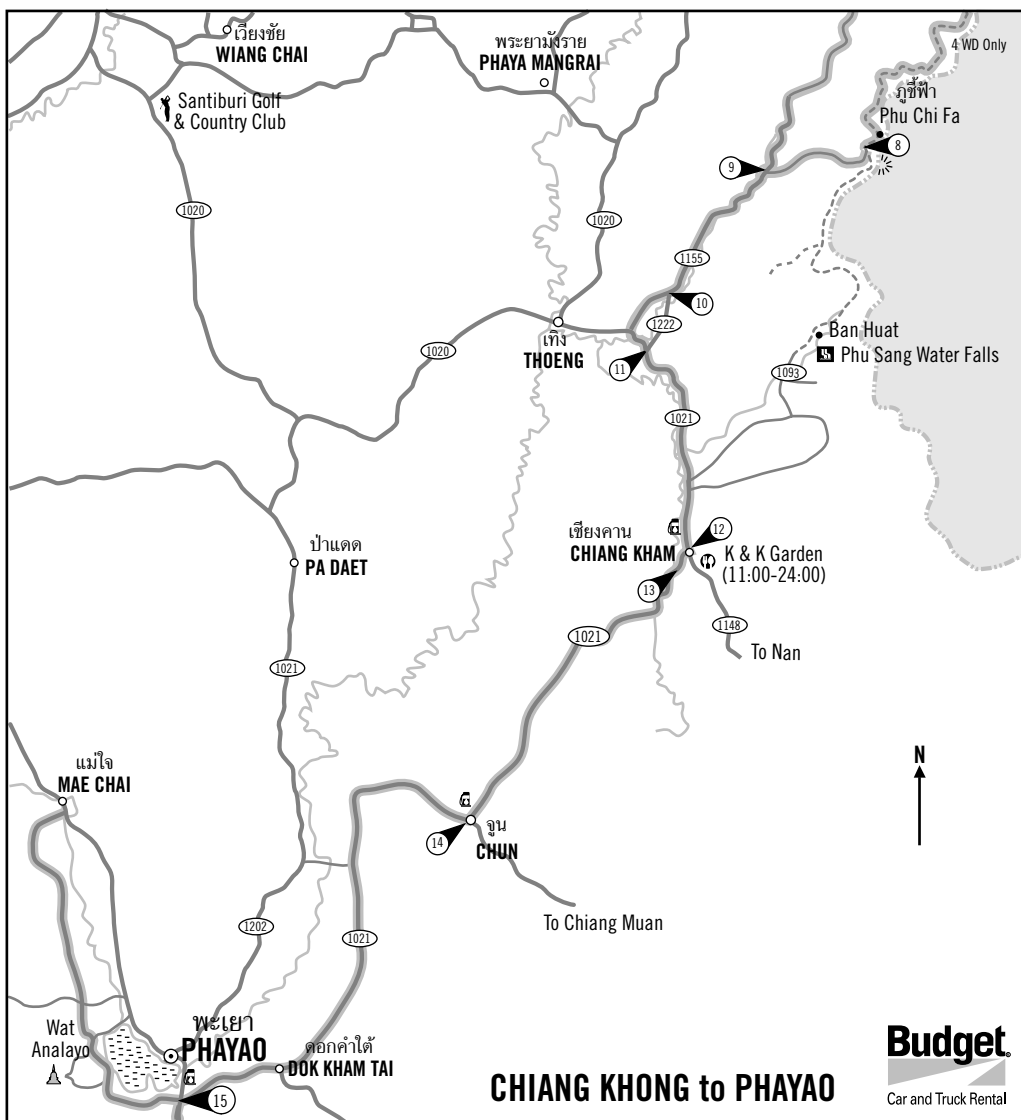 เวียงชัย
WIANG CHAI
พระยามังราย
PHAYA MANGRAI
4 WD Only
ภูชี้ฟ้า
Phu Chi Fa
Santiburi Golf
& Country Club
8
9
1020
1020
1155
10
1222
เทิง
THOENG
11
1020
Ban Huat
Phu Sang Water Falls
1093
1021
เชียงคาน
CHIANG KHAM
12
K & K Garden
(11:00-24:00)
13
ป่าแดด
PA DAET
1148
To Nan
1021
1021
แม่ใจ
MAE CHAI
N
14
จูน
CHUN
To Chiang Muan
1202
1021
Wat
Analayo
พะเยา
PHAYAO
ดอกคำใต้
DOK KHAM TAI
15
CHIANG KHONG to PHAYAO
Budget®
Car and Truck Rental